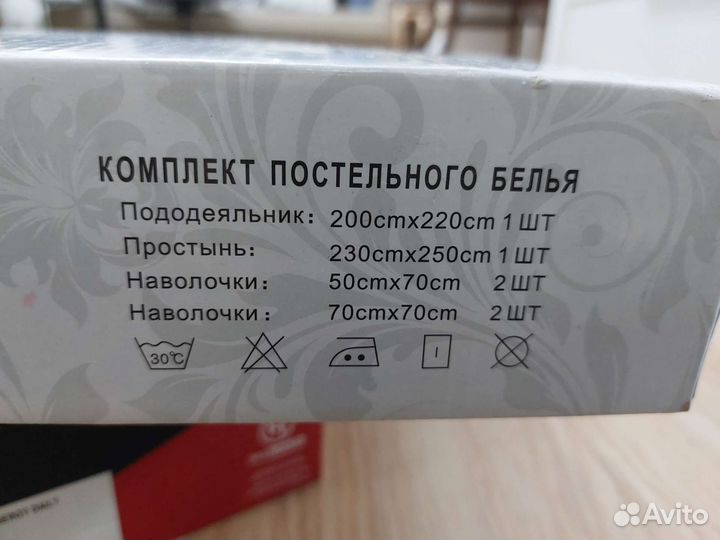 КОМПЛЕКТ ПОСТЕЛЬНОГО БЕЛЬЯ
Пододеяльник: 200cmx220cm 1 ШТ
Простынь: 230cmx250cm 1 ШТ
Наволочки: 50cmx70cm 2 ШТ
Наволочки: 70cmx70cm 2 ШТ
30°C
Avito